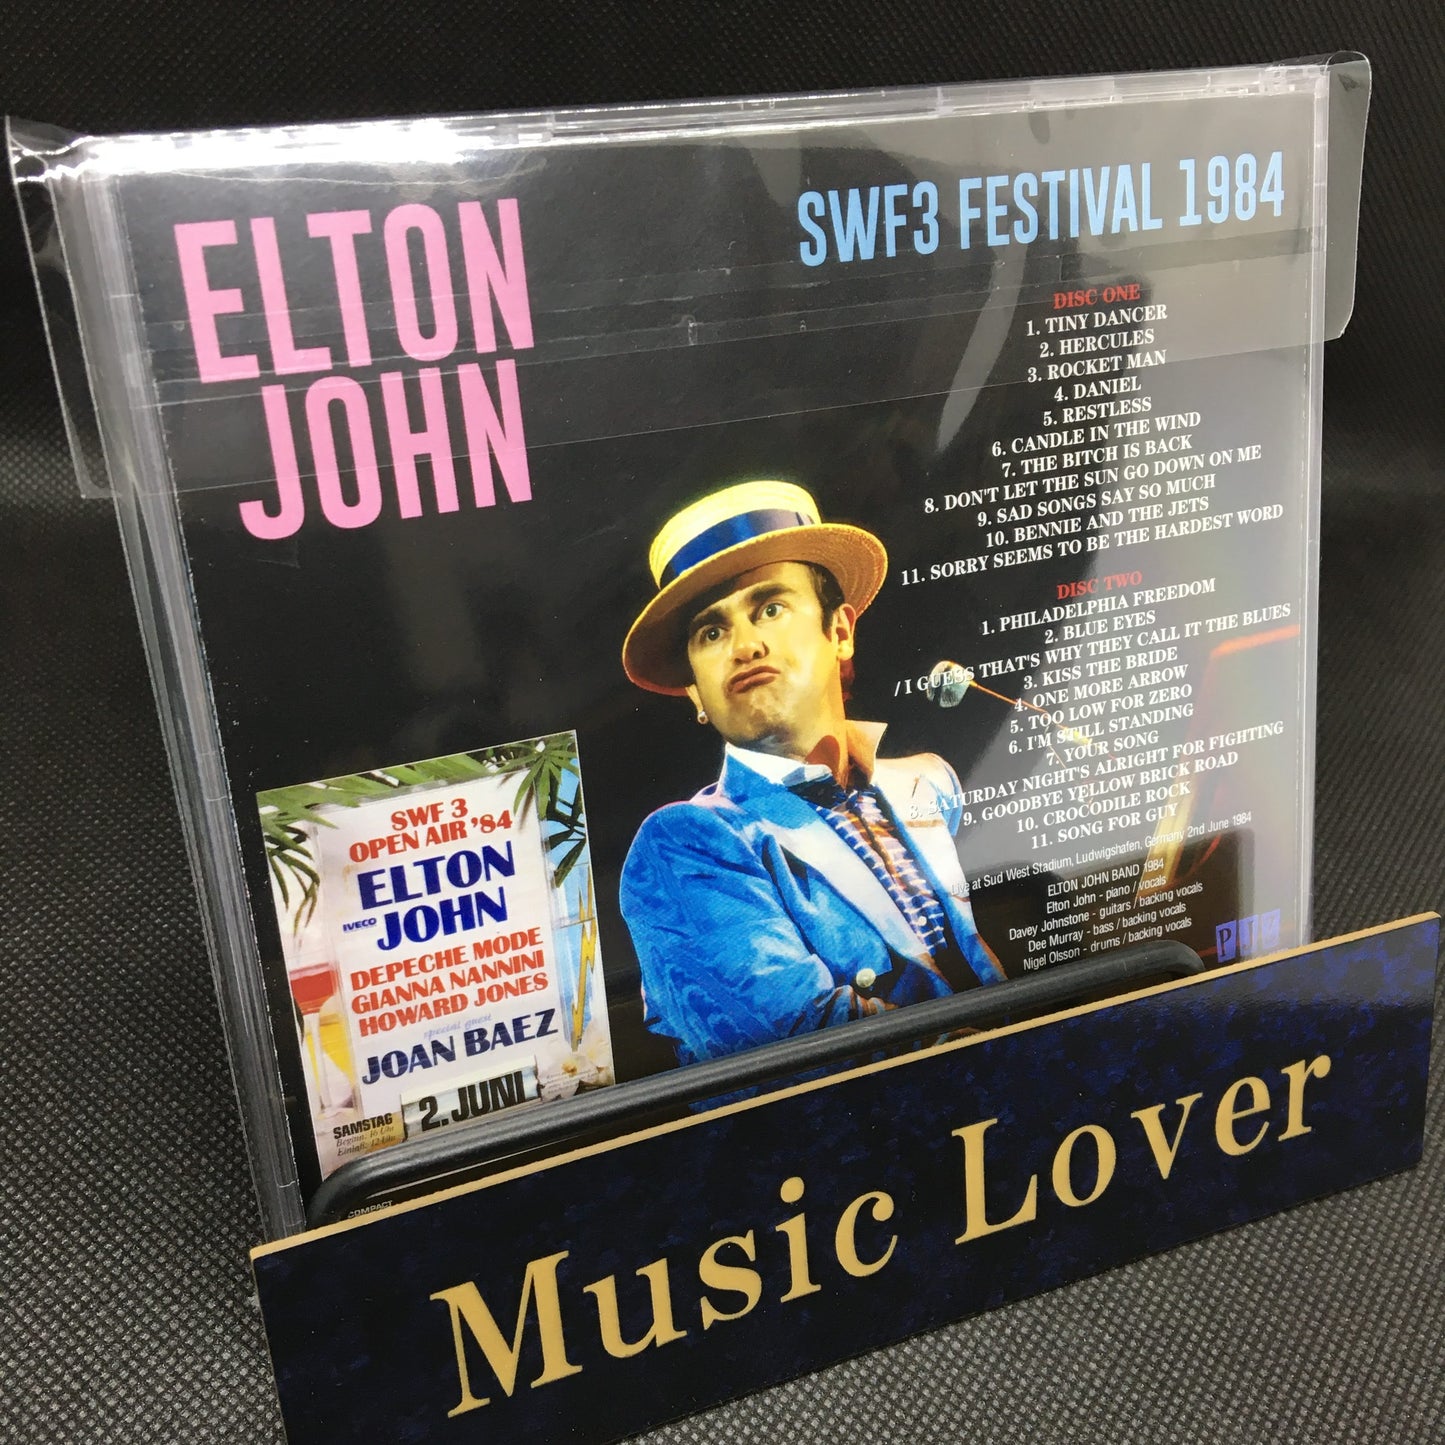 ELTON
JOHN
SWF3 FESTIVAL 1984
DISC ONE
1. TINY DANCER
2. HERCULES
3. ROCKET MAN
4. DANIEL
5. RESTLESS
6. CANDLE IN THE WIND
7. THE BITCH IS BACK
8. DON'T LET THE SUN GO DOWN ON ME
9. SAD SONGS SAY SO MUCH
10. BENNIE AND THE JETS
11. SORRY SEEMS TO BE THE HARDEST WORD
DISC TWO
1. PHILADELPHIA FREEDOM
2. BLUE EYES
/ I GUESS THAT'S WHY THEY CALL IT THE BLUES
3. KISS THE BRIDE
4. ONE MORE ARROW
5. TOO LOW FOR ZERO
6. I'M STILL STANDING
7. YOUR SONG
8. SATURDAY NIGHT'S ALRIGHT FOR FIGHTING
9. GOODBYE YELLOW BRICK ROAD
10. CROCODILE ROCK
11. SONG FOR GUY
Live at Sud West Stadium, Ludwigshafen, Germany 2nd June 1984
ELTON JOHN BAND 1984
Elton John - piano / vocals
Davey Johnstone - guitars / backing vocals
Dee Murray - bass / backing vocals
Nigel Olsson - drums / backing vocals
SWF 3
OPEN AIR '84
ELTON
IVECO JOHN
DEPECHE MODE
GIANNA NANNINI
HOWARD JONES
special guest
JOAN BAEZ
SAMSTAG 2. JUNI
Beginn: 16 Uhr
Einlaß: 12 Uhr
COMPACT
Music Lover